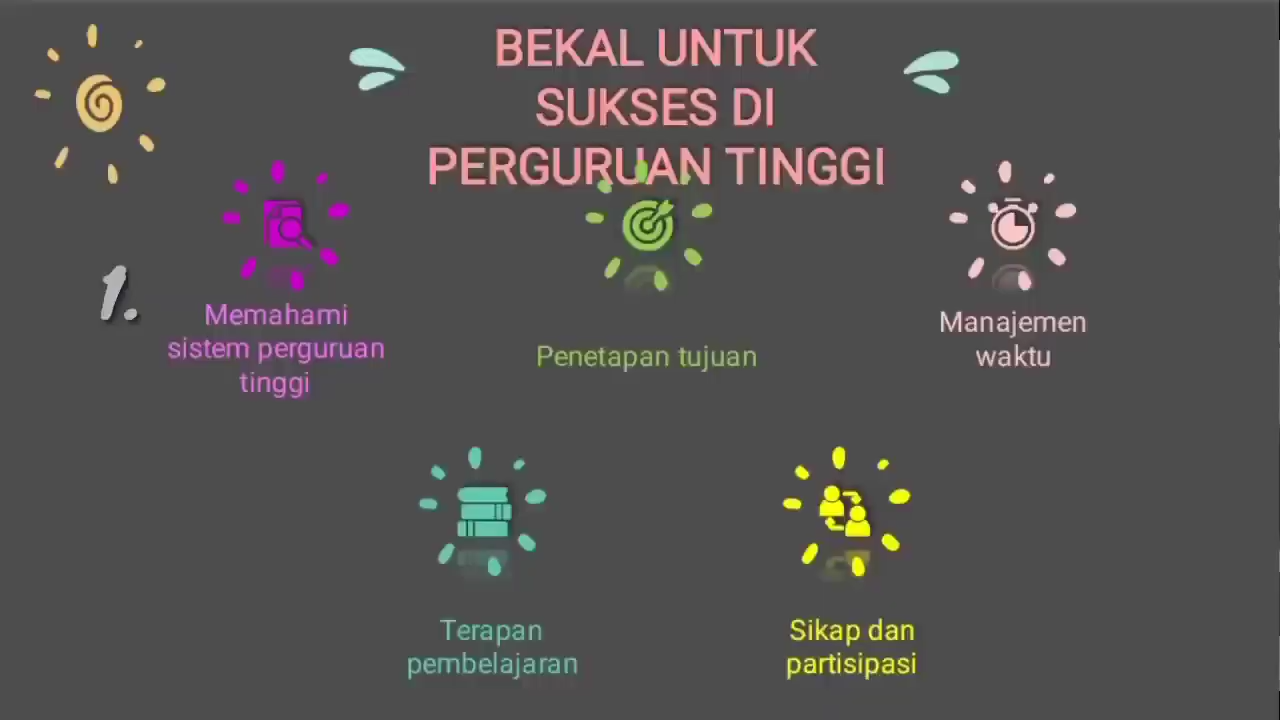 BEKAL UNTUK
SUKSES DI
PERGURUAN TINGGI
1.
Memahami
sistem perguruan
tinggi
Penetapan tujuan
Manajemen
waktu
Terapan
pembelajaran
Sikap dan
partisipasi